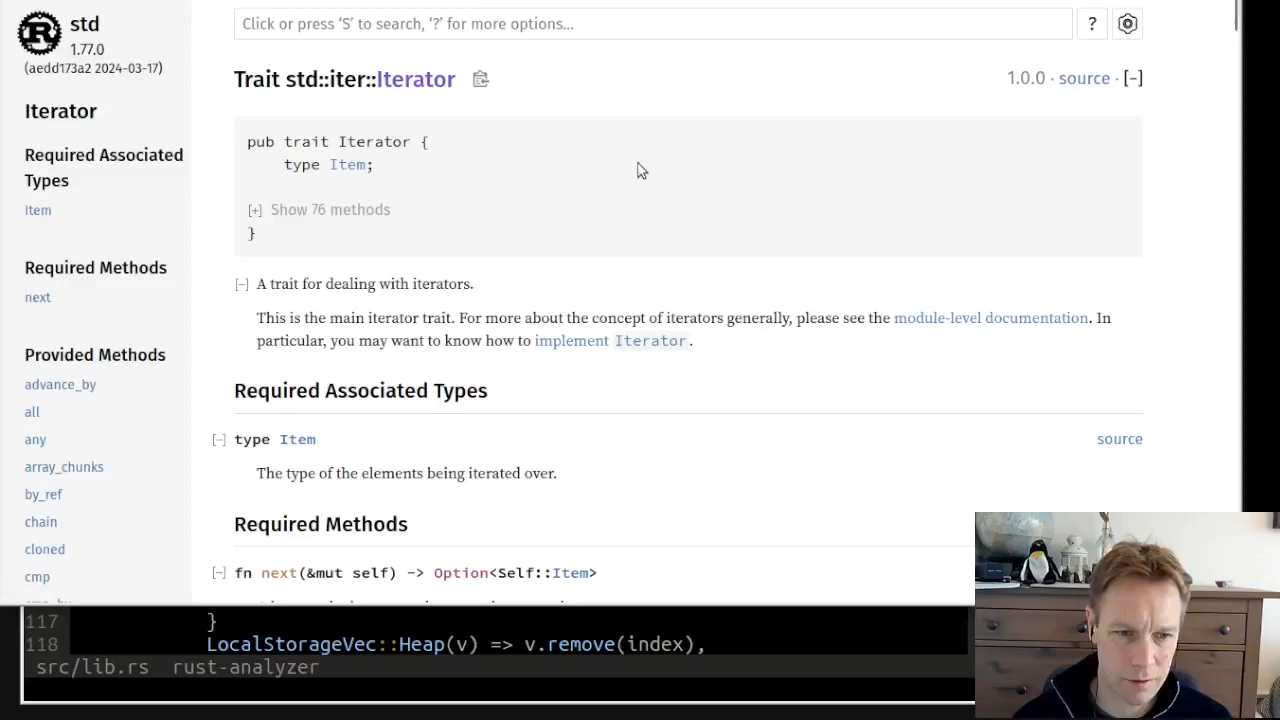 std
1.77.0
(aedd173a2 2024-03-17)
Iterator
Required Associated
Types
Item
Required Methods
next
Provided Methods
advance_by
all
any
array_chunks
by_ref
chain
cloned
cmp
Click or press ‘S’ to search, ‘?’ for more options…
?
Trait std::iter::Iterator
1.0.0 · source · [−]
pub trait Iterator {
type Item;
[+] Show 76 methods
}
[−] A trait for dealing with iterators.
This is the main iterator trait. For more about the concept of iterators generally, please see the module-level documentation. In
particular, you may want to know how to implement Iterator.
Required Associated Types
[−] type Item source
The type of the elements being iterated over.
Required Methods
[−] fn next(&mut self) -> Option<Self::Item>
117 }
118 LocalStorageVec::Heap(v) => v.remove(index),
src/lib.rs rust-analyzer